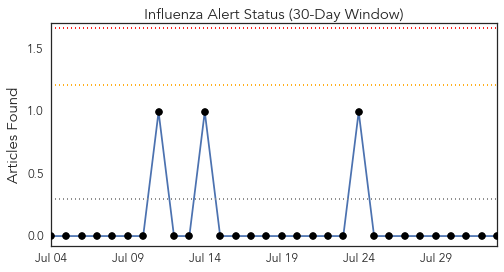 Influenza Alert Status (30-Day Window)
Articles Found
1.5
1.0
0.5
0.0
Jul 04 Jul 09 Jul 14 Jul 19 Jul 24 Jul 29